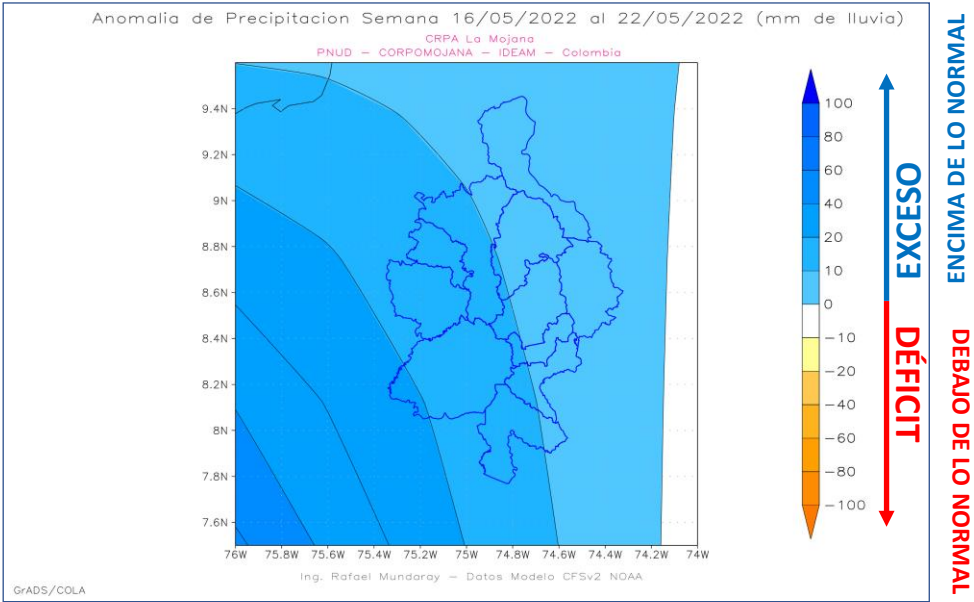 Anomalia de Precipitacion Semana 16/05/2022 al 22/05/2022 (mm de lluvia)
CRPA La Mojana
PNUD – CORPOMOJANA – IDEAM – Colombia
9.4N
9.2N
9N
8.8N
8.6N
8.4N
8.2N
8N
7.8N
7.6N
76W 75.8W 75.6W 75.4W 75.2W 75W 74.8W 74.6W 74.4W 74.2W 74W
100
80
60
40
20
10
0
−10
−20
−40
−60
−80
−100
EXCESO
DÉFICIT
ENCIMA DE LO NORMAL
DEBAJO DE LO NORMAL
Ing. Rafael Mundaray – Datos Modelo CFSv2 NOAA
GrADS/COLA